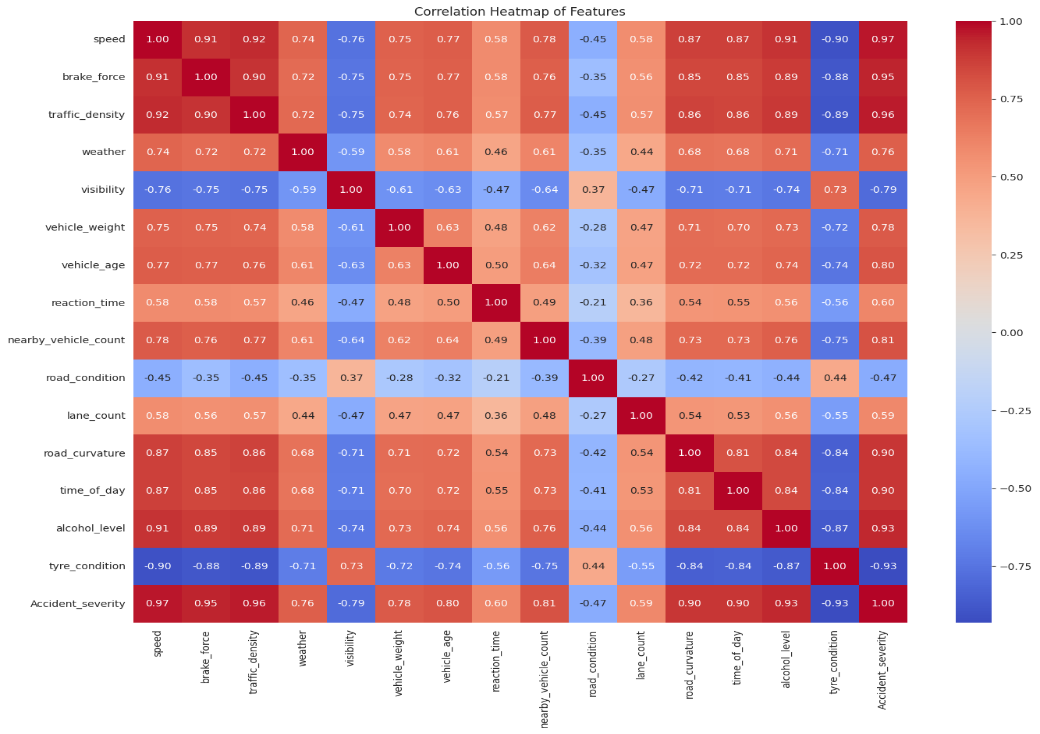 Correlation Heatmap of Features
speed 1.00 0.91 0.92 0.74 -0.76 0.75 0.77 0.58 0.78 -0.45 0.58 0.87 0.87 0.91 -0.90 0.97
brake_force 0.91 1.00 0.90 0.72 -0.75 0.75 0.77 0.58 0.76 -0.35 0.56 0.85 0.85 0.89 -0.88 0.95
traffic_density 0.92 0.90 1.00 0.72 -0.75 0.74 0.76 0.57 0.77 -0.45 0.57 0.86 0.86 0.89 -0.89 0.96
weather 0.74 0.72 0.72 1.00 -0.59 0.58 0.61 0.46 0.61 -0.35 0.44 0.68 0.68 0.71 -0.71 0.76
visibility -0.76 -0.75 -0.75 -0.59 1.00 -0.61 -0.63 -0.47 -0.64 0.37 -0.47 -0.71 -0.71 -0.74 0.73 -0.79
vehicle_weight 0.75 0.75 0.74 0.58 -0.61 1.00 0.63 0.48 0.62 -0.28 0.47 0.71 0.70 0.73 -0.72 0.78
vehicle_age 0.77 0.77 0.76 0.61 -0.63 0.63 1.00 0.50 0.64 -0.32 0.47 0.72 0.72 0.74 -0.74 0.80
reaction_time 0.58 0.58 0.57 0.46 -0.47 0.48 0.50 1.00 0.49 -0.21 0.36 0.54 0.55 0.56 -0.56 0.60
nearby_vehicle_count 0.78 0.76 0.77 0.61 -0.64 0.62 0.64 0.49 1.00 -0.39 0.48 0.73 0.73 0.76 -0.75 0.81
road_condition -0.45 -0.35 -0.45 -0.35 0.37 -0.28 -0.32 -0.21 -0.39 1.00 -0.27 -0.42 -0.41 -0.44 0.44 -0.47
lane_count 0.58 0.56 0.57 0.44 -0.47 0.47 0.47 0.36 0.48 -0.27 1.00 0.54 0.53 0.56 -0.55 0.59
road_curvature 0.87 0.85 0.86 0.68 -0.71 0.71 0.72 0.54 0.73 -0.42 0.54 1.00 0.81 0.84 -0.84 0.90
time_of_day 0.87 0.85 0.86 0.68 -0.71 0.70 0.72 0.55 0.73 -0.41 0.53 0.81 1.00 0.84 -0.84 0.90
alcohol_level 0.91 0.89 0.89 0.71 -0.74 0.73 0.74 0.56 0.76 -0.44 0.56 0.84 0.84 1.00 -0.87 0.93
tyre_condition -0.90 -0.88 -0.89 -0.71 0.73 -0.72 -0.74 -0.56 -0.75 0.44 -0.55 -0.84 -0.84 -0.87 1.00 -0.93
Accident_severity 0.97 0.95 0.96 0.76 -0.79 0.78 0.80 0.60 0.81 -0.47 0.59 0.90 0.90 0.93 -0.93 1.00
speed
brake_force
traffic_density
weather
visibility
vehicle_weight
vehicle_age
reaction_time
nearby_vehicle_count
road_condition
lane_count
road_curvature
time_of_day
alcohol_level
tyre_condition
Accident_severity
1.00
0.75
0.50
0.25
0.00
−0.25
−0.50
−0.75